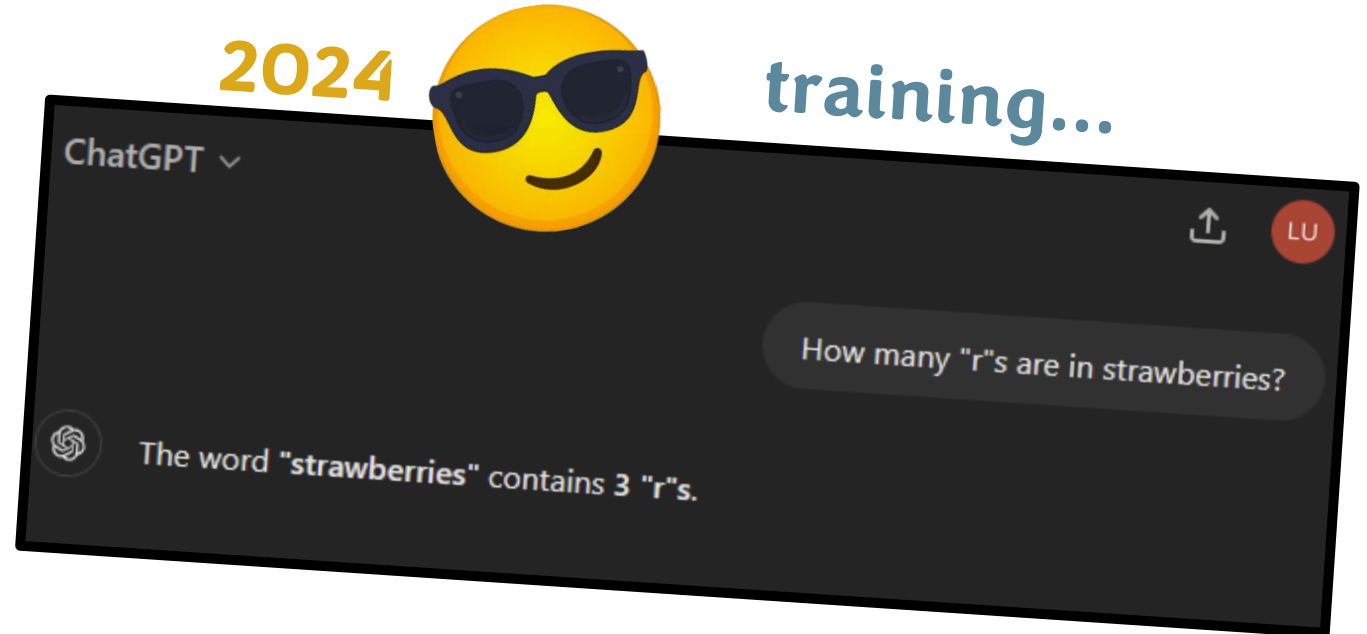 2024 training...
ChatGPT
LU
How many "r"s are in strawberries?
The word "strawberries" contains 3 "r"s.